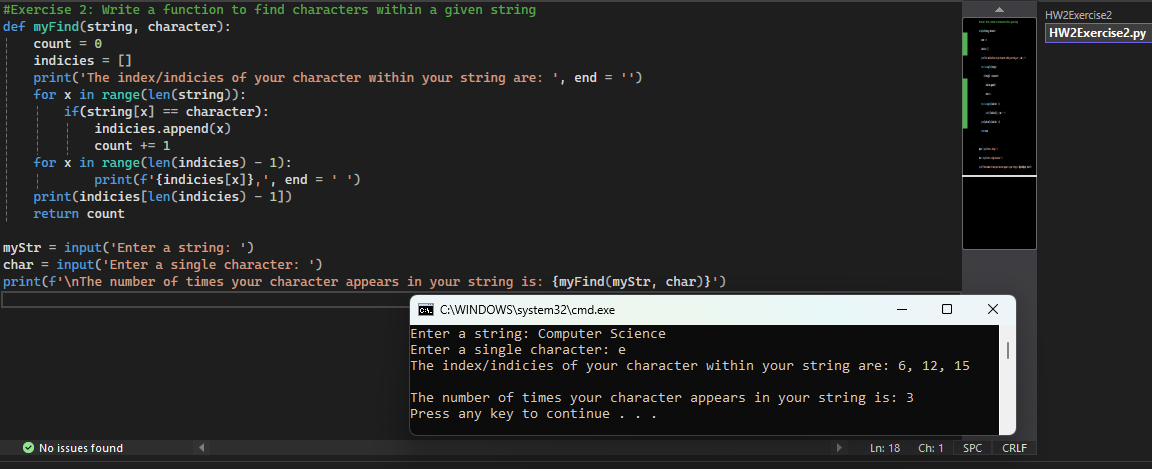 #Exercise 2: Write a function to find characters within a given string
def myFind(string, character):
    count = 0
    indicies = []
    print('The index/indicies of your character within your string are: ', end = '')
    for x in range(len(string)):
        if(string[x] == character):
            indicies.append(x)
            count += 1
    for x in range(len(indicies) - 1):
            print(f'{indicies[x]},', end = ' ')
    print(indicies[len(indicies) - 1])
    return count
myStr = input('Enter a string: ')
char = input('Enter a single character: ')
print(f'\nThe number of times your character appears in your string is: {myFind(myStr, char)}')
HW2Exercise2
HW2Exercise2.py
C:\WINDOWS\system32\cmd.exe
Enter a string: Computer Science
Enter a single character: e
The index/indicies of your character within your string are: 6, 12, 15
The number of times your character appears in your string is: 3
Press any key to continue . . .
No issues found
Ln: 18 Ch: 1 SPC CRLF